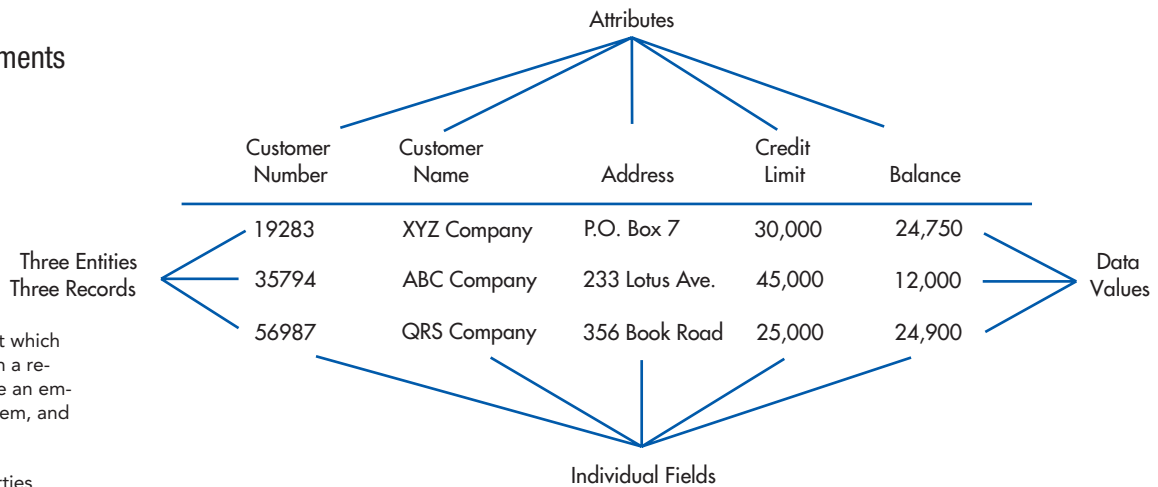 Attributes
ments
Customer Number
Customer Name
Address
Credit Limit
Balance
19283 XYZ Company P.O. Box 7 30,000 24,750
Three Entities
Three Records
35794 ABC Company 233 Lotus Ave. 45,000 12,000
Data
Values
56987 QRS Company 356 Book Road 25,000 24,900
t which
n a re-
e an em-
em, and
Individual Fields